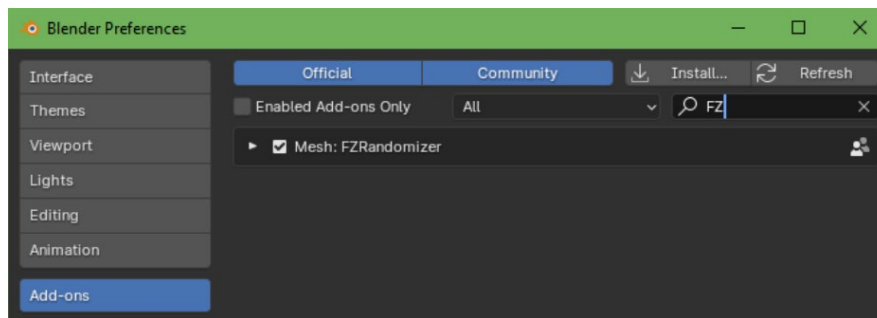 Blender Preferences
Interface
Themes
Viewport
Lights
Editing
Animation
Add-ons
Official Community Install... Refresh
Enabled Add-ons Only All FZ
Mesh: FZRandomizer